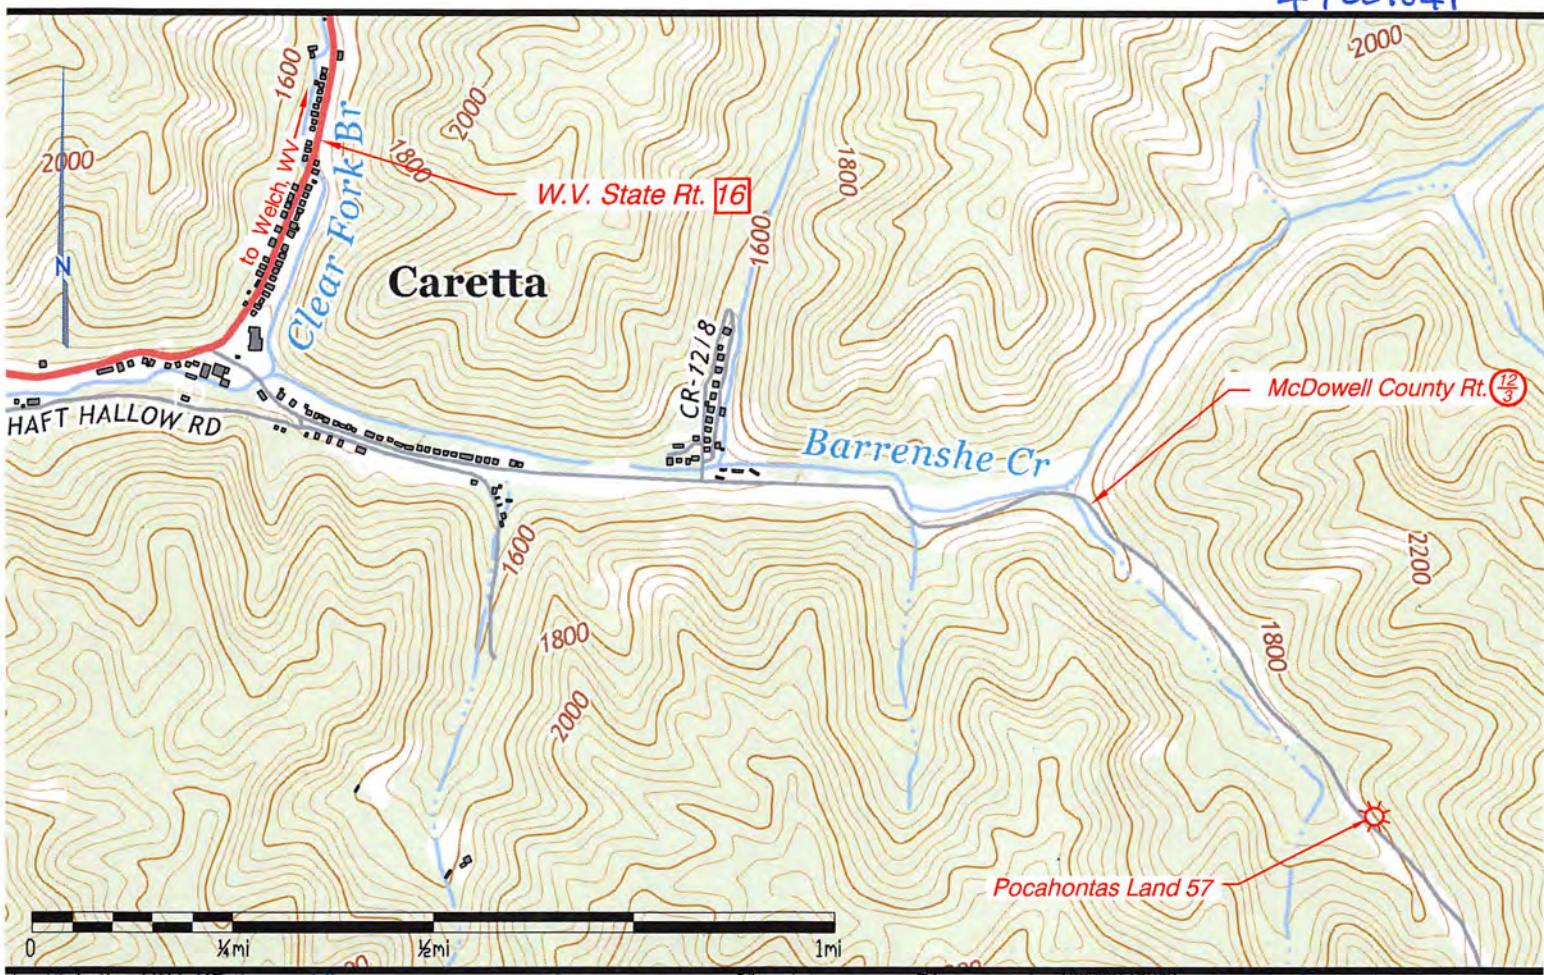 2000
1600
2000
1800
2000
1800
to Welch, WV
Clear Fork Br
W.V. State Rt. 16
1600
N
Caretta
CR-12/8
McDowell County Rt. 12/3
HAFT HALLOW RD
Barrenshe Cr
1600
2200
1800
1800
2000
Pocahontas Land 57
0 ¼mi ½mi 1mi